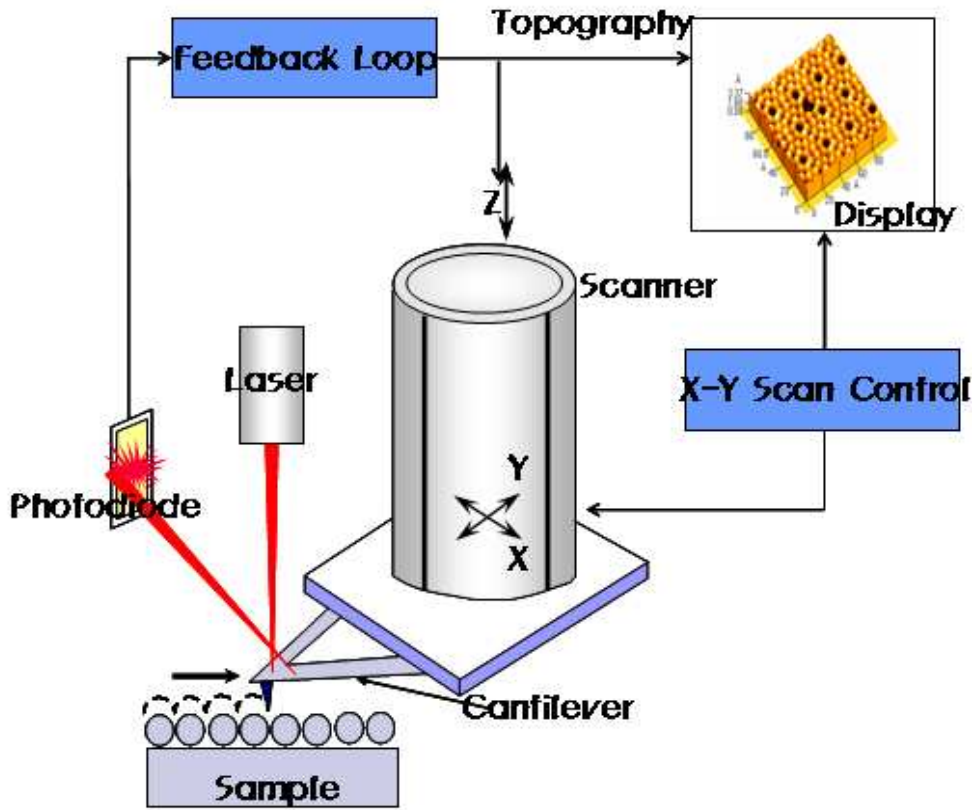 Topography
Feedback Loop
Z
Display
Scanner
Laser
X-Y Scan Control
Y
Photodiode
X
Cantilever
Sample